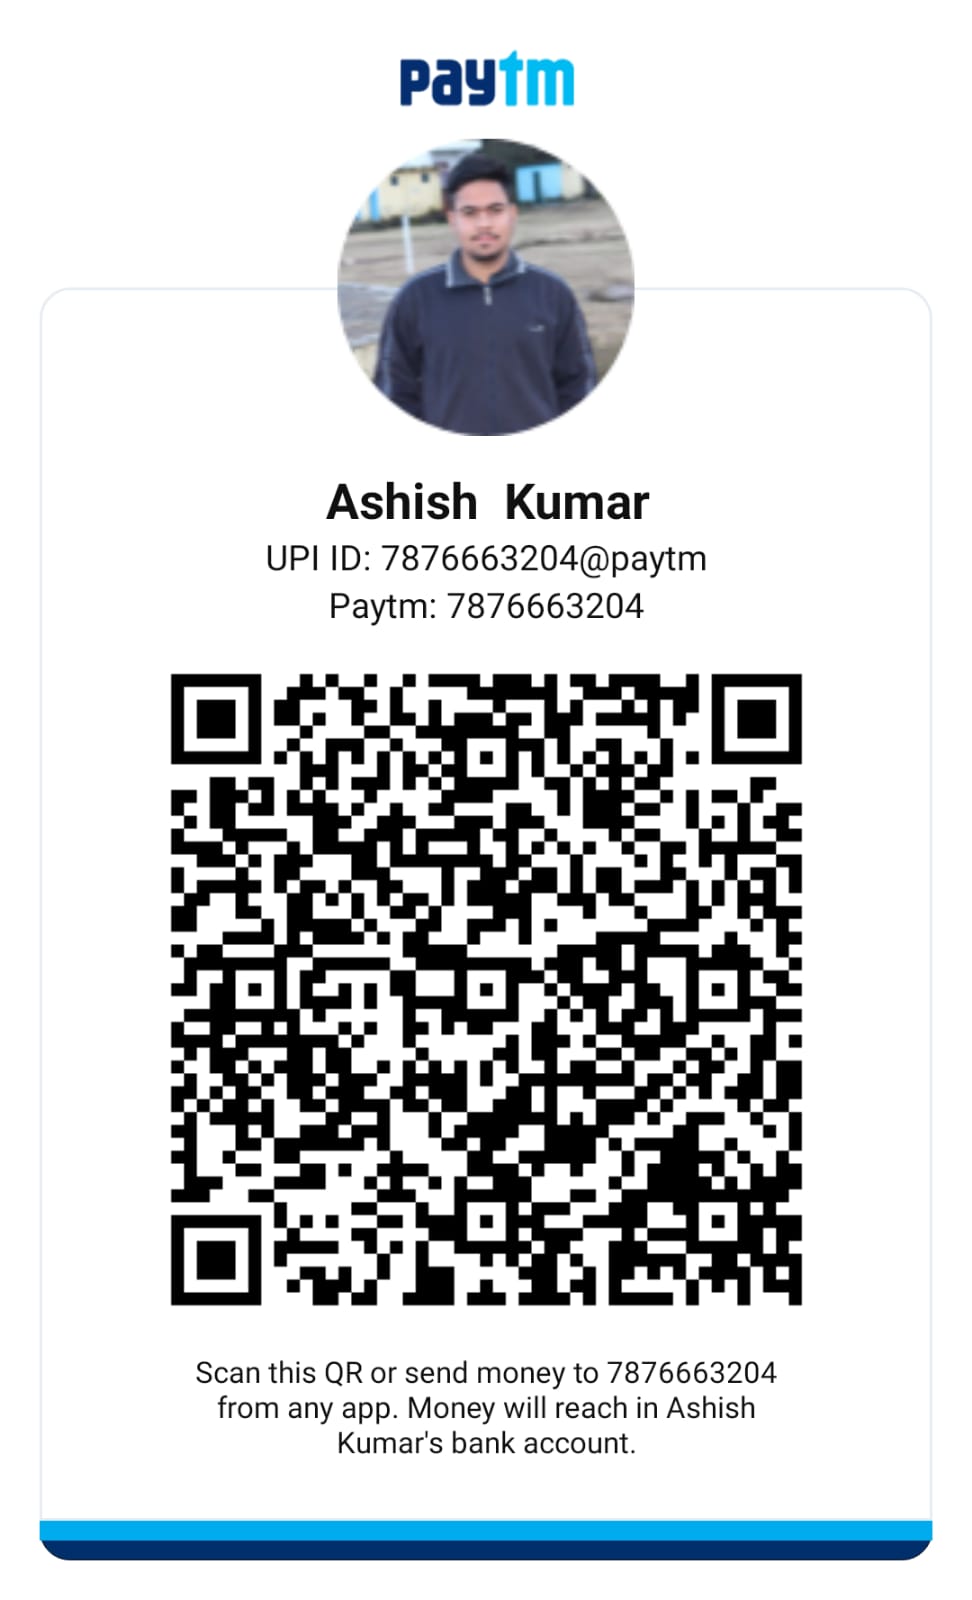 paytm
Ashish Kumar
UPI ID: 7876663204@paytm
Paytm: 7876663204
Scan this QR or send money to 7876663204
from any app. Money will reach in Ashish
Kumar's bank account.